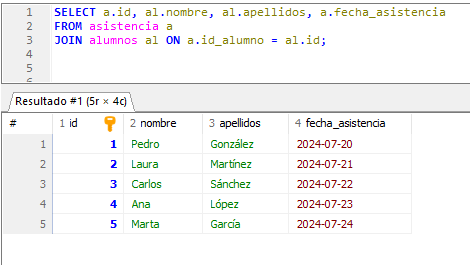 1 SELECT a.id, al.nombre, al.apellidos, a.fecha_asistencia
2 FROM asistencia a
3 JOIN alumnos al ON a.id_alumno = al.id;
4
5
6
Resultado #1 (5r × 4c)
# 1 id 2 nombre 3 apellidos 4 fecha_asistencia
1 1 Pedro González 2024-07-20
2 2 Laura Martínez 2024-07-21
3 3 Carlos Sánchez 2024-07-22
4 4 Ana López 2024-07-23
5 5 Marta García 2024-07-24